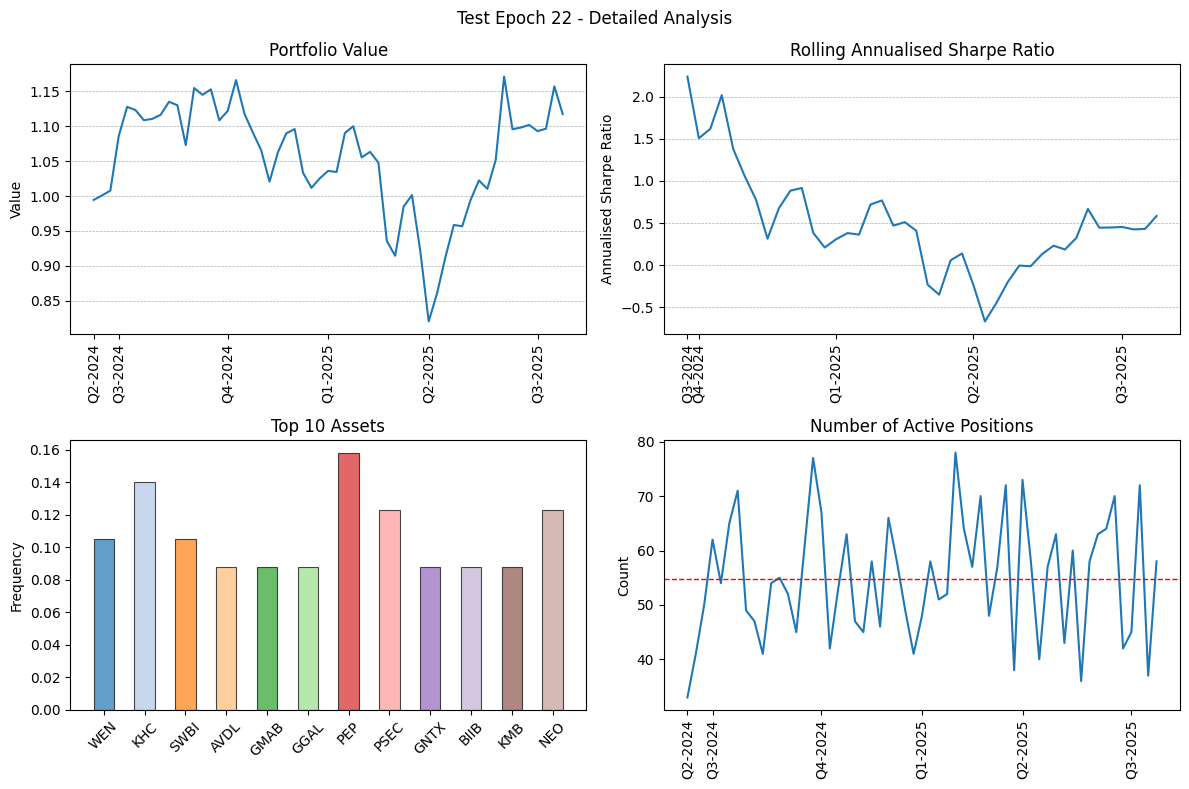 Test Epoch 22 - Detailed Analysis
Portfolio Value
Value
1.15
1.10
1.05
1.00
0.95
0.90
0.85
Q2-2024
Q3-2024
Q4-2024
Q1-2025
Q2-2025
Q3-2025
Rolling Annualised Sharpe Ratio
Annualised Sharpe Ratio
2.0
1.5
1.0
0.5
0.0
−0.5
Q3-2024
Q4-2024
Q1-2025
Q2-2025
Q3-2025
Top 10 Assets
Frequency
0.16
0.14
0.12
0.10
0.08
0.06
0.04
0.02
0.00
WEN
KHC
SWBI
AVDL
GMAB
GGAL
PEP
PSEC
GNTX
BIIB
KMB
NEO
Number of Active Positions
Count
80
70
60
50
40
Q2-2024
Q3-2024
Q4-2024
Q1-2025
Q2-2025
Q3-2025